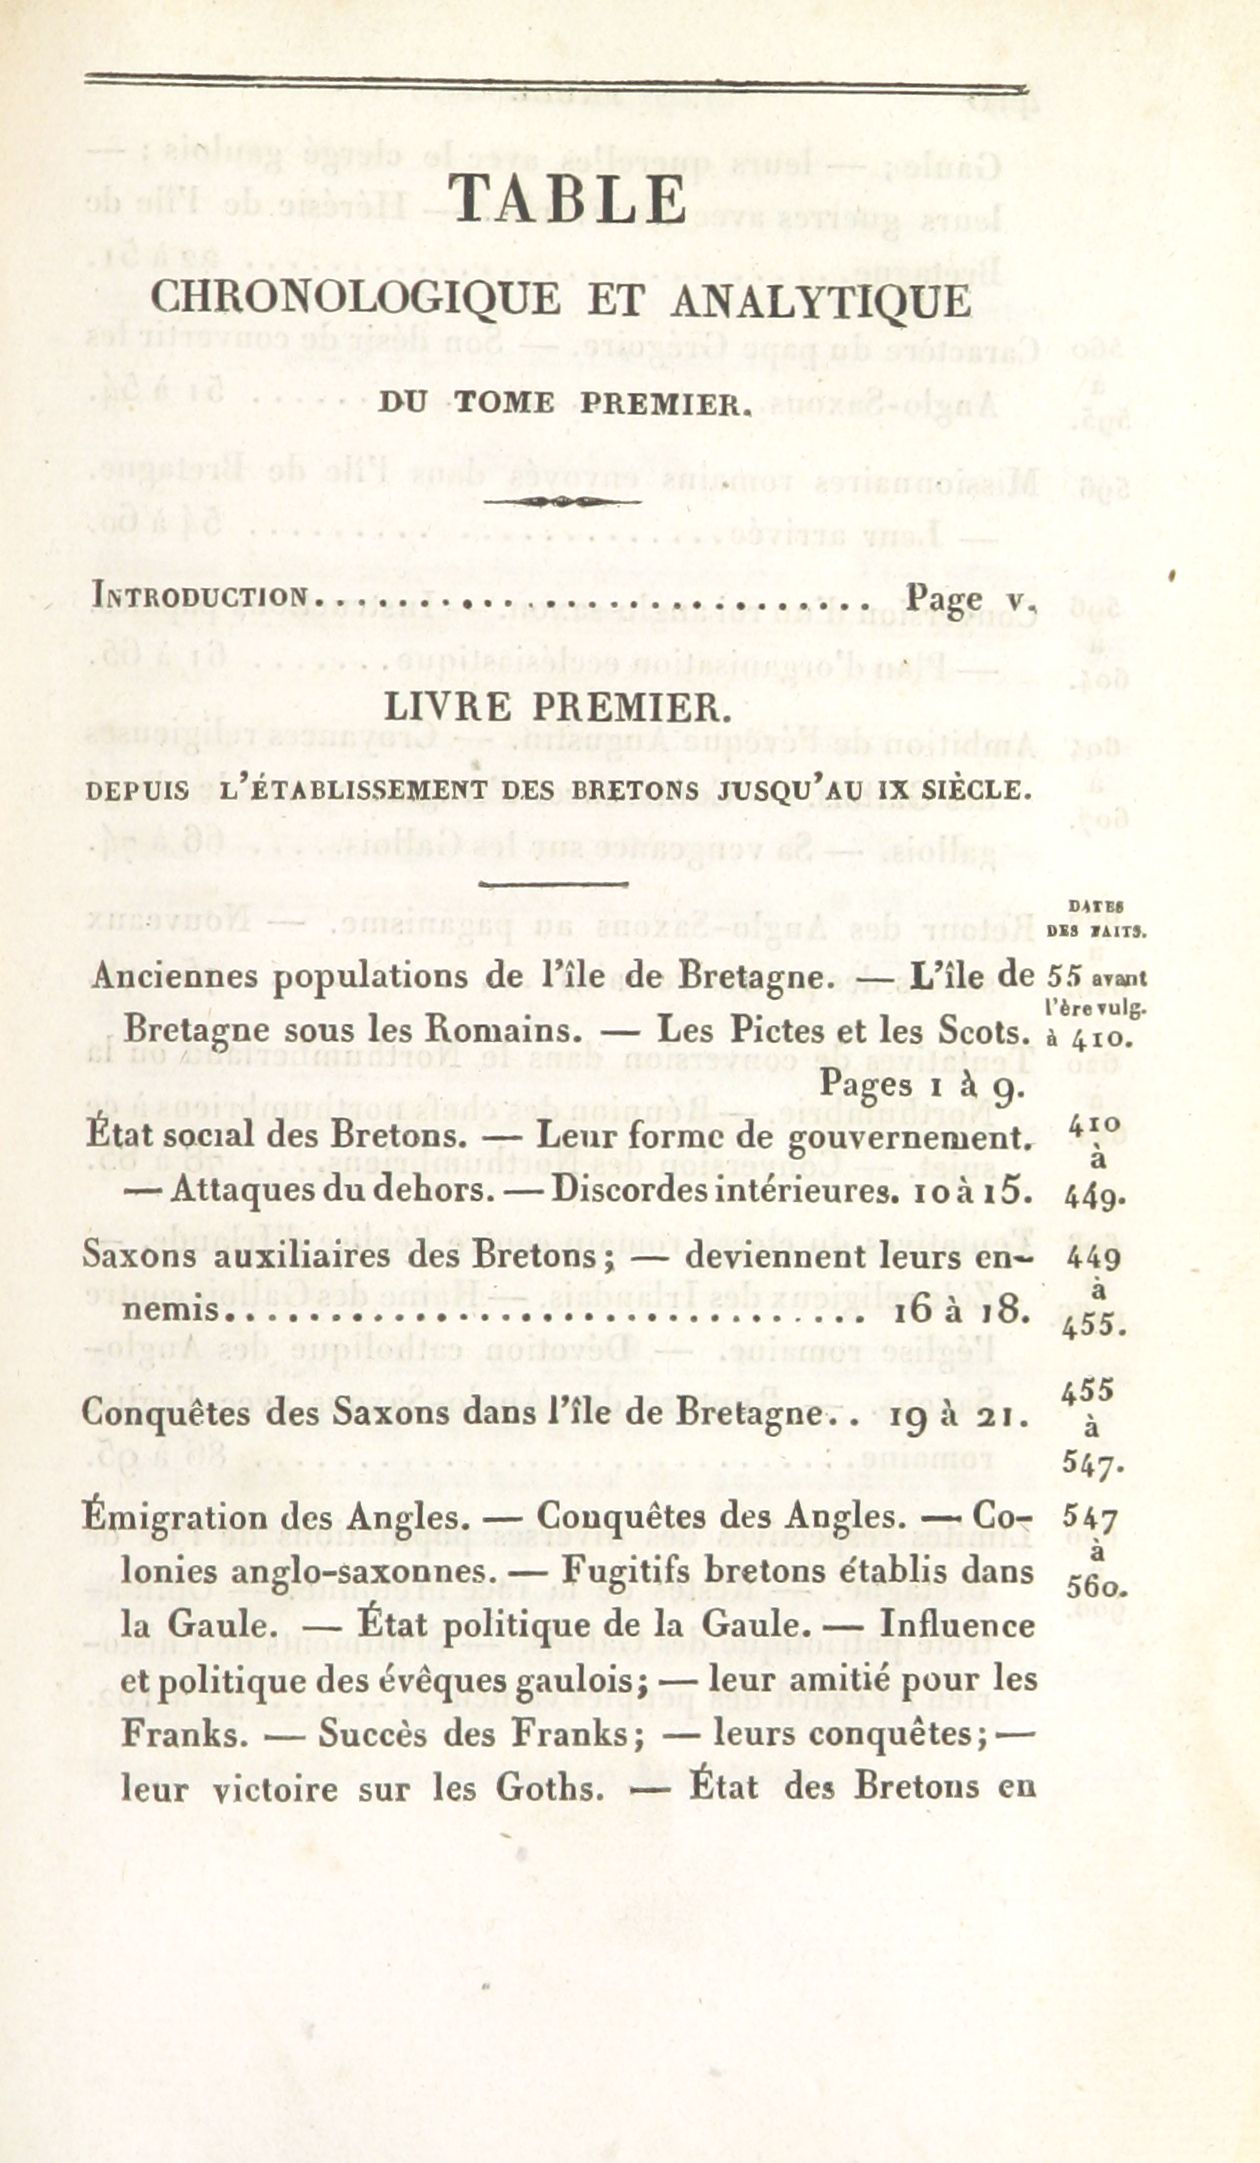 TABLE
CHRONOLOGIQUE ET ANALYTIQUE
DU TOME PREMIER.
INTRODUCTION........................... Page v.
LIVRE PREMIER.
DEPUIS L'ÉTABLISSEMENT DES BRETONS JUSQU'AU IX SIÈCLE.
DATES
DES FAITS.
Anciennes populations de l'île de Bretagne. — L'île de 55 avant
l'ère vulg.
Bretagne sous les Romains. — Les Pictes et les Scots. à 410.
Pages 1 à 9.
État social des Bretons. — Leur forme de gouvernement. 410
à
— Attaques du dehors. — Discordes intérieures. 10 à 15. 449.
Saxons auxiliaires des Bretons; — deviennent leurs en- 449
à
nemis............................... 16 à 18. 455.
455
Conquêtes des Saxons dans l'île de Bretagne.. 19 à 21. à
547.
Émigration des Angles. — Conquêtes des Angles. — Co- 547
à
lonies anglo-saxonnes. — Fugitifs bretons établis dans 560.
la Gaule. — État politique de la Gaule. — Influence
et politique des évêques gaulois; — leur amitié pour les
Franks. — Succès des Franks; — leurs conquêtes; —
leur victoire sur les Goths. — État des Bretons en